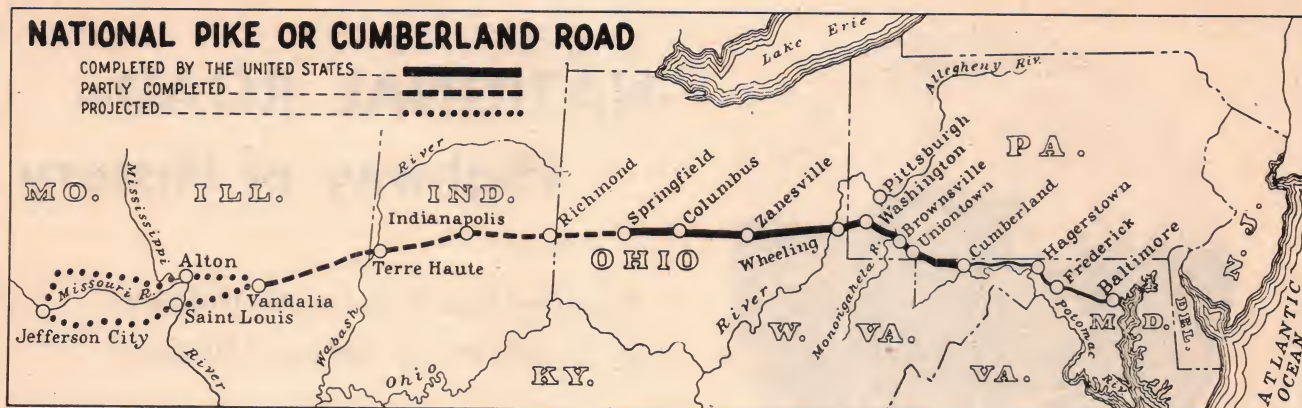 NATIONAL PIKE OR CUMBERLAND ROAD
COMPLETED BY THE UNITED STATES
PARTLY COMPLETED
PROJECTED
Lake Erie
Allegheny Riv.
PA.
N. J.
MO.
ILL.
IND.
OHIO
KY.
W. VA.
VA.
MD.
DEL.
ATLANTIC
OCEAN
Mississippi
River
Missouri R.
Wabash
River
Ohio
River
Monongahela R.
Monongahela R.
Potomac
Riv.
Jefferson City
Alton
Saint Louis
Vandalia
Terre Haute
Indianapolis
Richmond
Springfield
Columbus
Zanesville
Wheeling
Washington
Pittsburgh
Brownsville
Uniontown
Cumberland
Hagerstown
Frederick
Baltimore